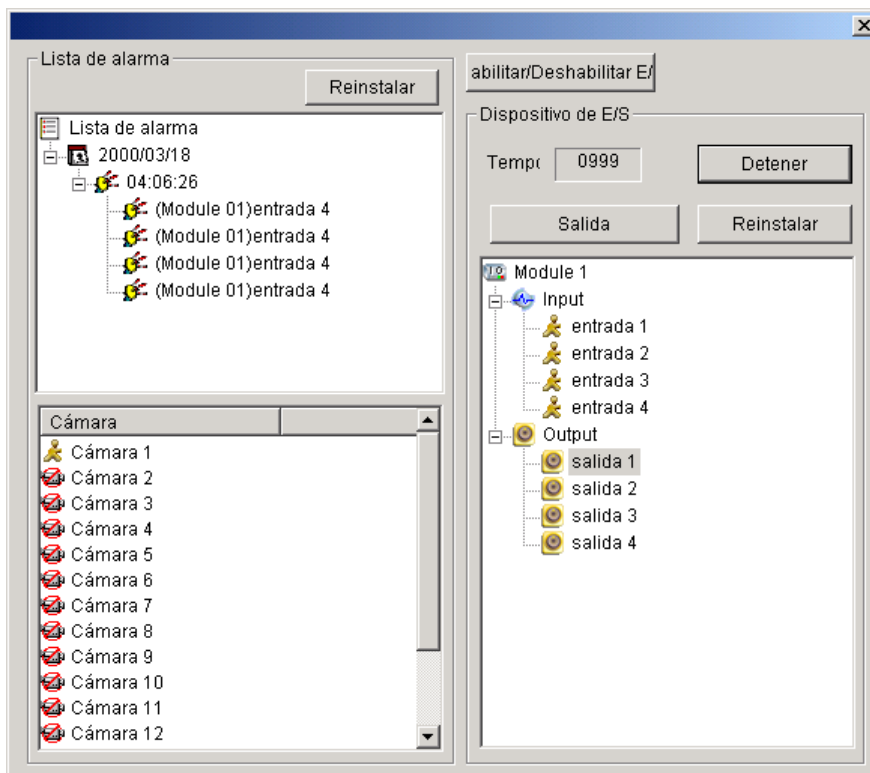 Lista de alarma
Reinstalar
Lista de alarma
2000/03/18
04:06:26
(Module 01)entrada 4
(Module 01)entrada 4
(Module 01)entrada 4
(Module 01)entrada 4
Cámara
Cámara 1
Cámara 2
Cámara 3
Cámara 4
Cámara 5
Cámara 6
Cámara 7
Cámara 8
Cámara 9
Cámara 10
Cámara 11
Cámara 12
abilitar/Deshabilitar E/
Dispositivo de E/S
Tempo 0999 Detener
Salida Reinstalar
Module 1
Input
entrada 1
entrada 2
entrada 3
entrada 4
Output
salida 1
salida 2
salida 3
salida 4